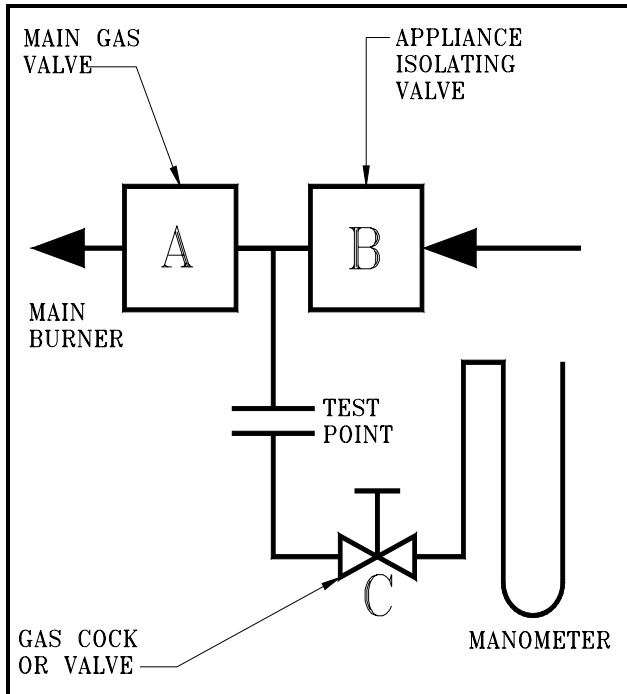 MAIN GAS
VALVE
APPLIANCE
ISOLATING
VALVE
A
B
MAIN
BURNER
TEST
POINT
C
GAS COCK
OR VALVE
MANOMETER